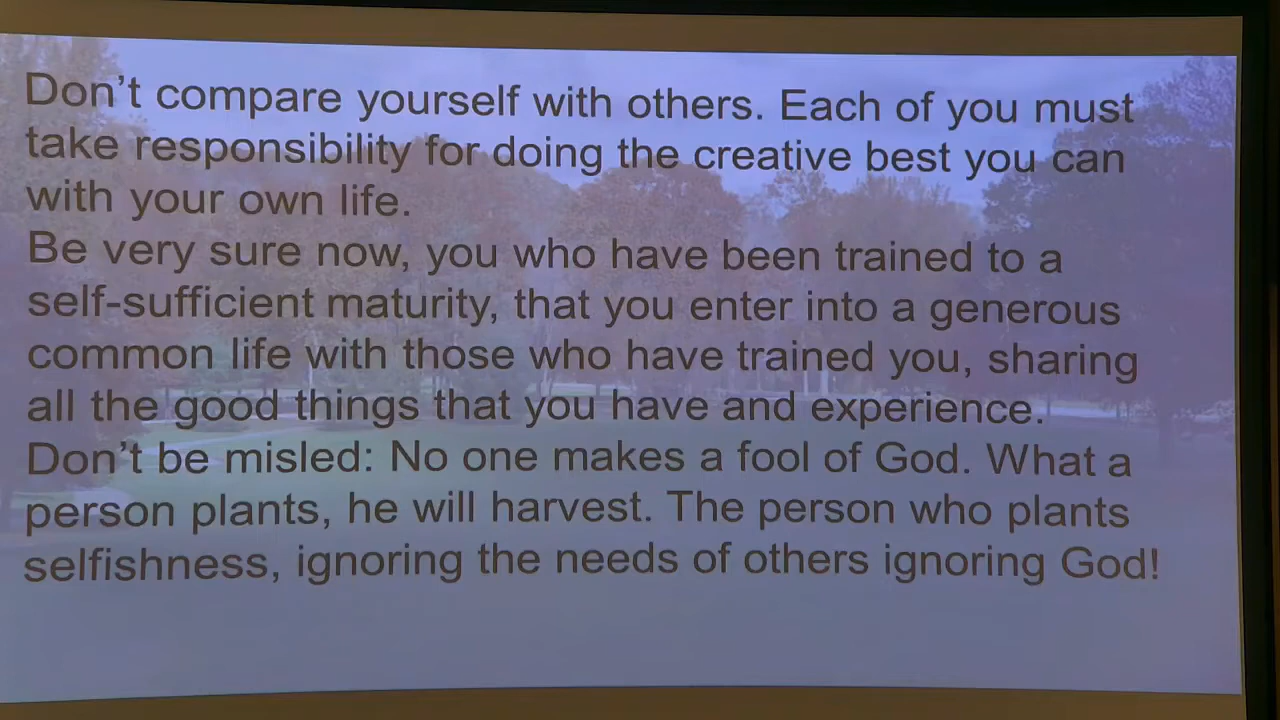 Don't compare yourself with others. Each of you must
take responsibility for doing the creative best you can
with your own life.
Be very sure now, you who have been trained to a
self-sufficient maturity, that you enter into a generous
common life with those who have trained you, sharing
all the good things that you have and experience.
Don't be misled: No one makes a fool of God. What a
person plants, he will harvest. The person who plants
selfishness, ignoring the needs of others ignoring God!